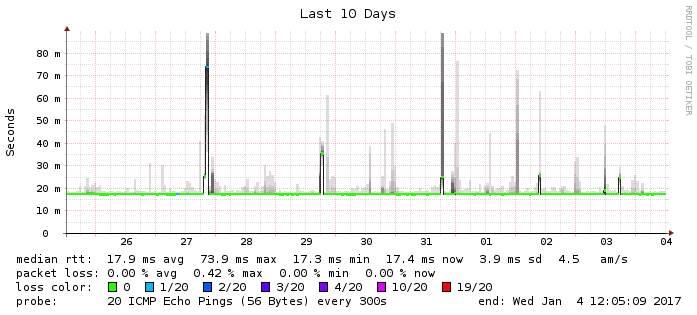 Last 10 Days
RRDTOOL / TOBI OETIKER
Seconds
80 m
70 m
60 m
50 m
40 m
30 m
20 m
10 m
0 m
26 27 28 29 30 31 01 02 03 04
median rtt: 17.9 ms avg 73.9 ms max 17.3 ms min 17.4 ms now 3.9 ms sd 4.5 am/s
packet loss: 0.00 % avg 0.42 % max 0.00 % min 0.00 % now
loss color: 0 1/20 2/20 3/20 4/20 10/20 19/20
probe: 20 ICMP Echo Pings (56 Bytes) every 300s end: Wed Jan 4 12:05:09 2017